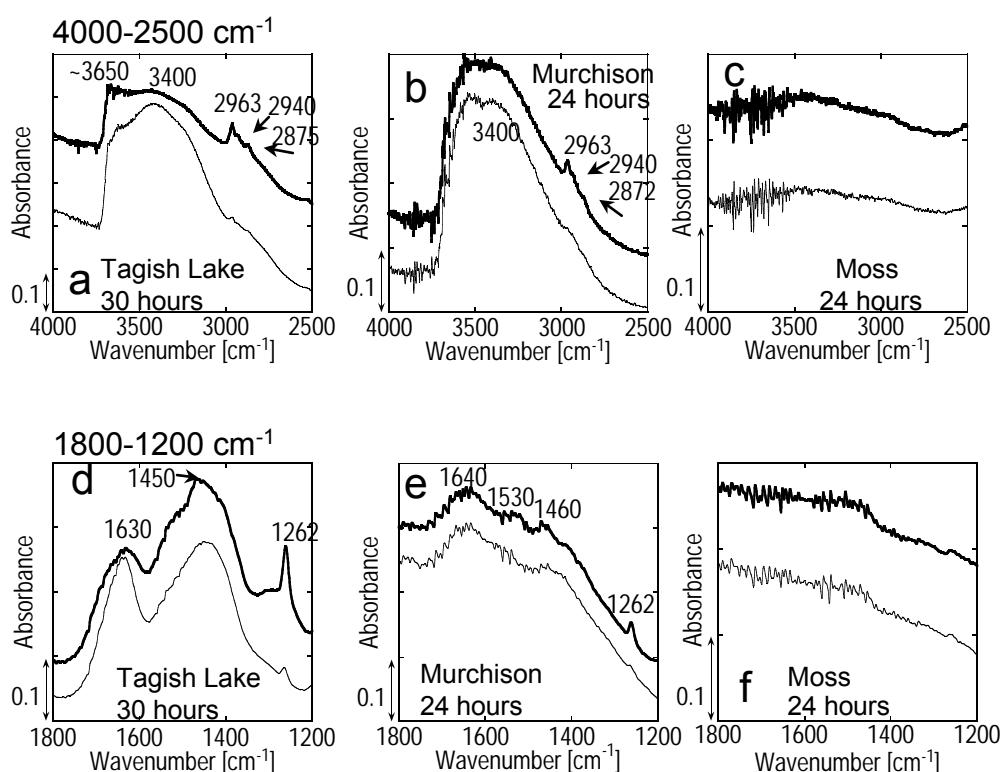 4000-2500 cm-1
~3650
3400
2963
2940
2875
Absorbance
0.1
a
Tagish Lake
30 hours
4000
3500
3000
2500
Wavenumber [cm-1]
b
Murchison
24 hours
3400
2963
2940
2872
Absorbance
0.1
4000
3500
3000
2500
Wavenumber [cm-1]
c
Absorbance
0.1
Moss
24 hours
4000
3500
3000
2500
Wavenumber [cm-1]
1800-1200 cm-1
d
1450
1630
1262
Absorbance
0.1
Tagish Lake
30 hours
1800
1600
1400
1200
Wavenumber [cm-1]
e
1640
1530
1460
1262
Absorbance
0.1
Murchison
24 hours
1800
1600
1400
1200
Wavenumber [cm-1]
Absorbance
0.1
f
Moss
24 hours
1800
1600
1400
1200
Wavenumber [cm-1]